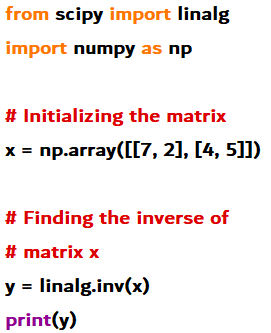 from scipy import linalg
import numpy as np
# Initializing the matrix
x = np.array([[7, 2], [4, 5]])
# Finding the inverse of
# matrix x
y = linalg.inv(x)
print(y)